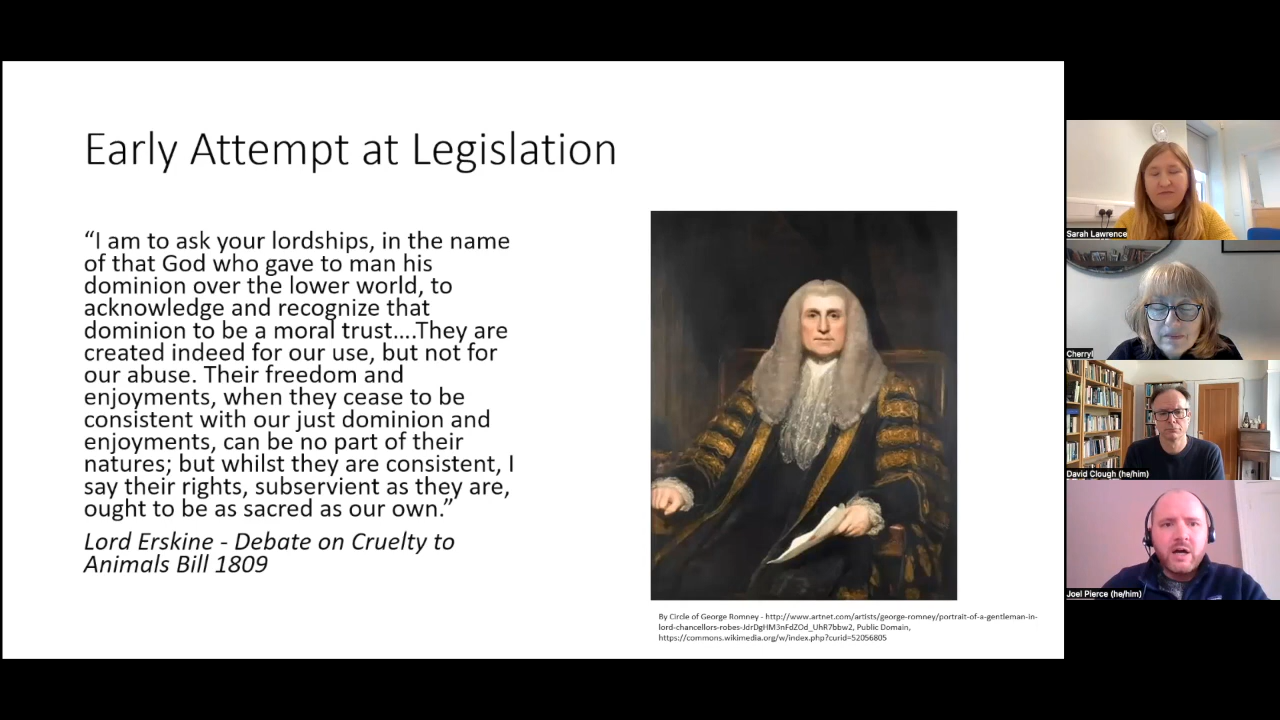 Early Attempt at Legislation
“I am to ask your lordships, in the name
of that God who gave to man his
dominion over the lower world, to
acknowledge and recognize that
dominion to be a moral trust….They are
created indeed for our use, but not for
our abuse. Their freedom and
enjoyments, when they cease to be
consistent with our just dominion and
enjoyments, can be no part of their
natures; but whilst they are consistent, I
say their rights, subservient as they are,
ought to be as sacred as our own.”
Lord Erskine - Debate on Cruelty to
Animals Bill 1809
By Circle of George Romney - http://www.artnet.com/artists/george-romney/portrait-of-a-gentleman-in-
lord-chancellors-robes-JdrDgHM3nFdZOd_UhR7bbw2, Public Domain,
https://commons.wikimedia.org/w/index.php?curid=52056805
Sarah Lawrence
Cherryl
David Clough (he/him)
Joel Pierce (he/him)